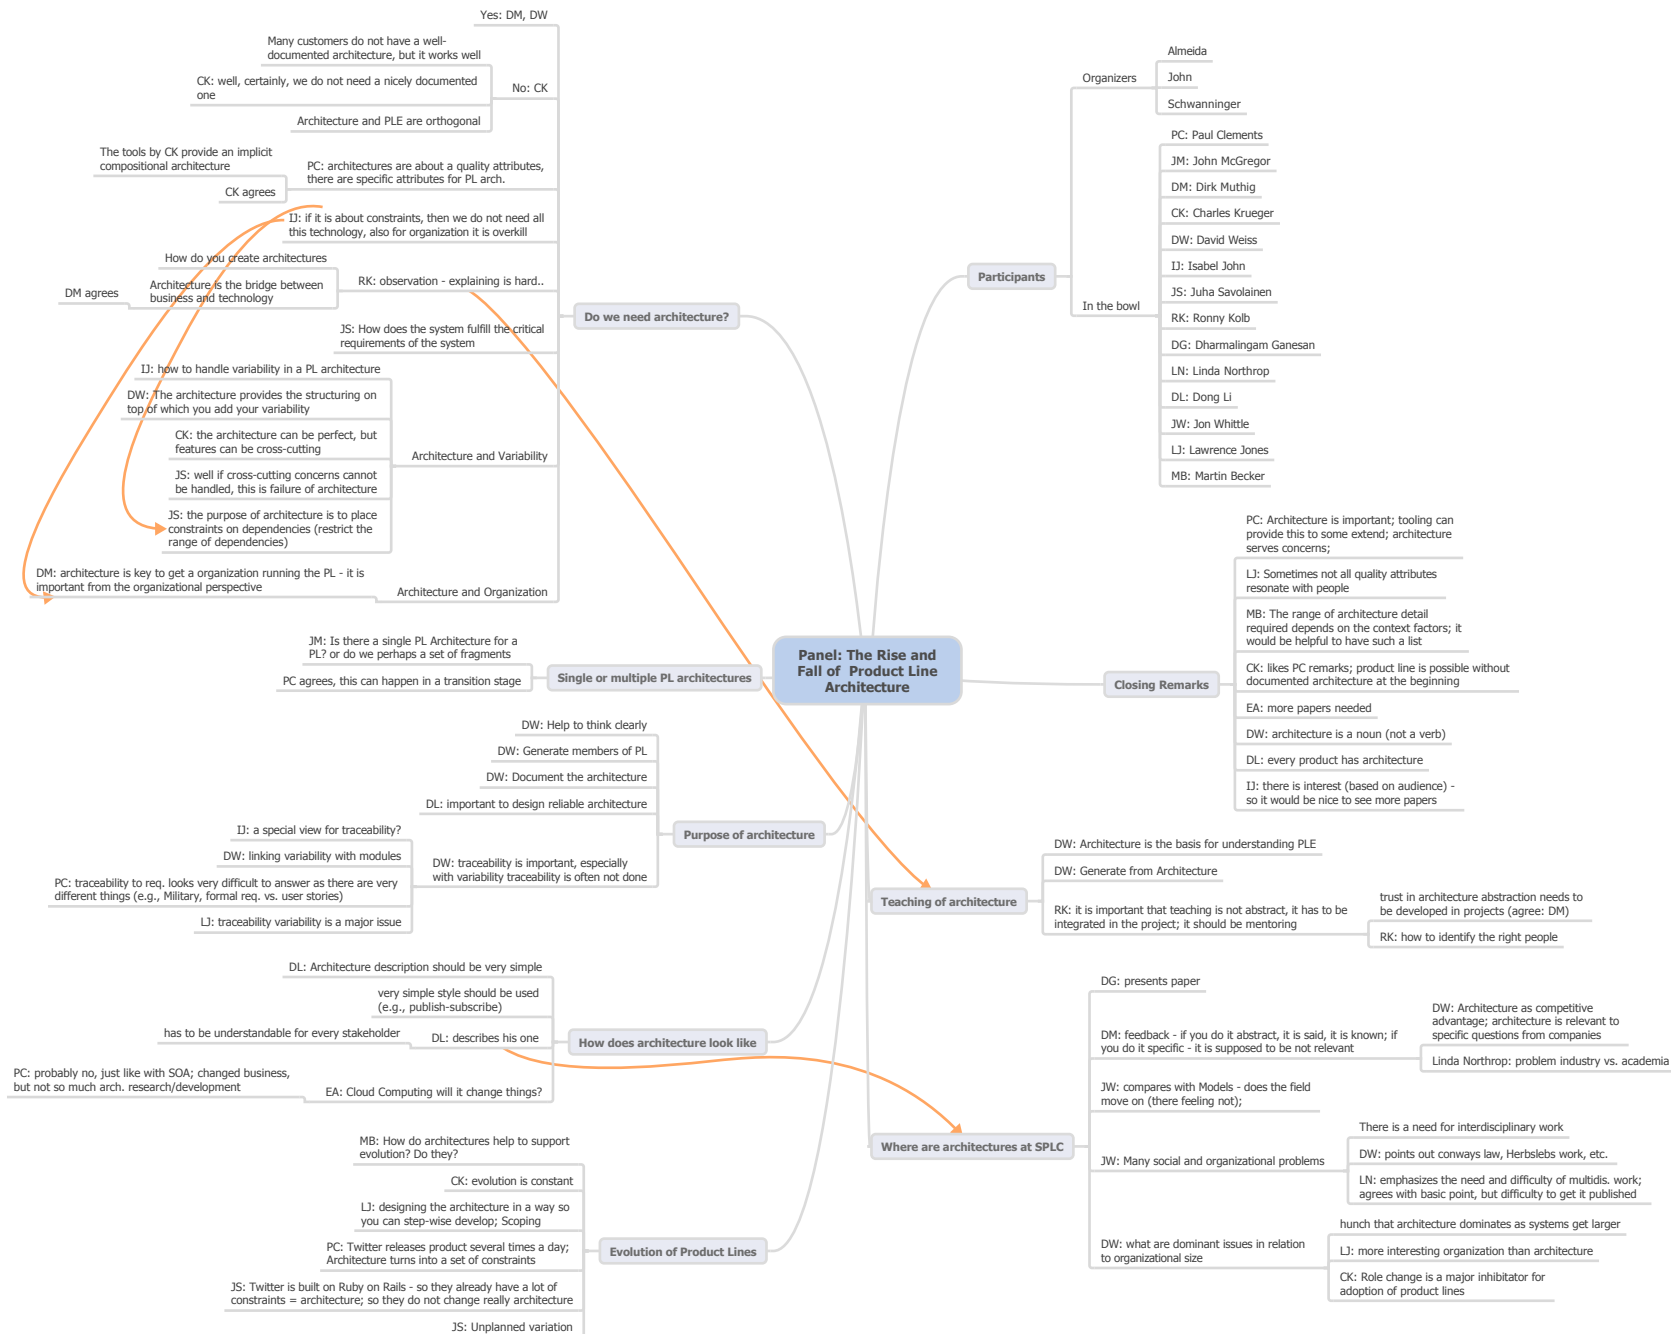 Panel: The Rise and
Fall of  Product Line
Architecture
Participants
Organizers
Almeida
John
Schwanninger
In the bowl
PC: Paul Clements
JM: John McGregor
DM: Dirk Muthig
CK: Charles Krueger
DW: David Weiss
IJ: Isabel John
JS: Juha Savolainen
RK: Ronny Kolb
DG: Dharmalingam Ganesan
LN: Linda Northrop
DL: Dong Li
JW: Jon Whittle
LJ: Lawrence Jones
MB: Martin Becker
Closing Remarks
PC: Architecture is important; tooling can
provide this to some extend; architecture
serves concerns;
LJ: Sometimes not all quality attributes
resonate with people
MB: The range of architecture detail
required depends on the context factors; it
would be helpful to have such a list
CK: likes PC remarks; product line is possible without
documented architecture at the beginning
EA: more papers needed
DW: architecture is a noun (not a verb)
DL: every product has architecture
IJ: there is interest (based on audience) -
so it would be nice to see more papers
Teaching of architecture
DW: Architecture is the basis for understanding PLE
DW: Generate from Architecture
RK: it is important that teaching is not abstract, it has to be
integrated in the project; it should be mentoring
trust in architecture abstraction needs to
be developed in projects (agree: DM)
RK: how to identify the right people
Where are architectures at SPLC
DG: presents paper
DM: feedback - if you do it abstract, it is said, it is known; if
you do it specific - it is supposed to be not relevant
DW: Architecture as competitive
advantage; architecture is relevant to
specific questions from companies
Linda Northrop: problem industry vs. academia
JW: compares with Models - does the field
move on (there feeling not);
JW: Many social and organizational problems
There is a need for interdisciplinary work
DW: points out conways law, Herbslebs work, etc.
LN: emphasizes the need and difficulty of multidis. work;
agrees with basic point, but difficulty to get it published
DW: what are dominant issues in relation
to organizational size
hunch that architecture dominates as systems get larger
LJ: more interesting organization than architecture
CK: Role change is a major inhibitator for
adoption of product lines
Do we need architecture?
Yes: DM, DW
No: CK
Many customers do not have a well-
documented architecture, but it works well
CK: well, certainly, we do not need a nicely documented
one
Architecture and PLE are orthogonal
PC: architectures are about a quality attributes,
there are specific attributes for PL arch.
The tools by CK provide an implicit
compositional architecture
CK agrees
IJ: if it is about constraints, then we do not need all
this technology, also for organization it is overkill
RK: observation - explaining is hard..
How do you create architectures
Architecture is the bridge between
business and technology
DM agrees
JS: How does the system fulfill the critical
requirements of the system
Architecture and Variability
IJ: how to handle variability in a PL architecture
DW: The architecture provides the structuring on
top of which you add your variability
CK: the architecture can be perfect, but
features can be cross-cutting
JS: well if cross-cutting concerns cannot
be handled, this is failure of architecture
JS: the purpose of architecture is to place
constraints on dependencies (restrict the
range of dependencies)
Architecture and Organization
DM: architecture is key to get a organization running the PL - it is
important from the organizational perspective
Single or multiple PL architectures
JM: Is there a single PL Architecture for a
PL? or do we perhaps a set of fragments
PC agrees, this can happen in a transition stage
Purpose of architecture
DW: Help to think clearly
DW: Generate members of PL
DW: Document the architecture
DL: important to design reliable architecture
DW: traceability is important, especially
with variability traceability is often not done
IJ: a special view for traceability?
DW: linking variability with modules
PC: traceability to req. looks very difficult to answer as there are very
different things (e.g., Military, formal req. vs. user stories)
LJ: traceability variability is a major issue
How does architecture look like
DL: Architecture description should be very simple
very simple style should be used
(e.g., publish-subscribe)
DL: describes his one
has to be understandable for every stakeholder
EA: Cloud Computing will it change things?
PC: probably no, just like with SOA; changed business,
but not so much arch. research/development
Evolution of Product Lines
MB: How do architectures help to support
evolution? Do they?
CK: evolution is constant
LJ: designing the architecture in a way so
you can step-wise develop; Scoping
PC: Twitter releases product several times a day;
Architecture turns into a set of constraints
JS: Twitter is built on Ruby on Rails - so they already have a lot of
constraints = architecture; so they do not change really architecture
JS: Unplanned variation